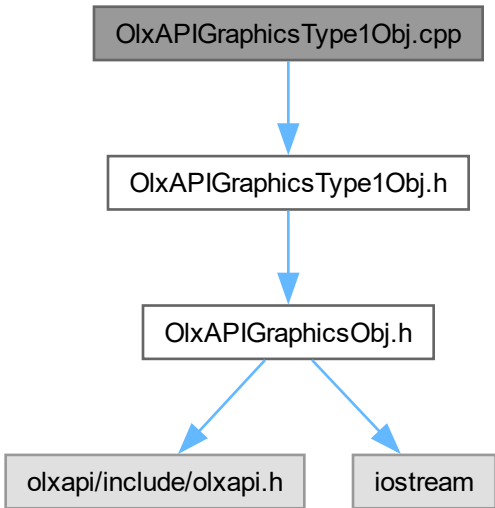 OlxAPIGraphicsType1Obj.cpp
OlxAPIGraphicsType1Obj.h
OlxAPIGraphicsObj.h
olxapi/include/olxapi.h
iostream